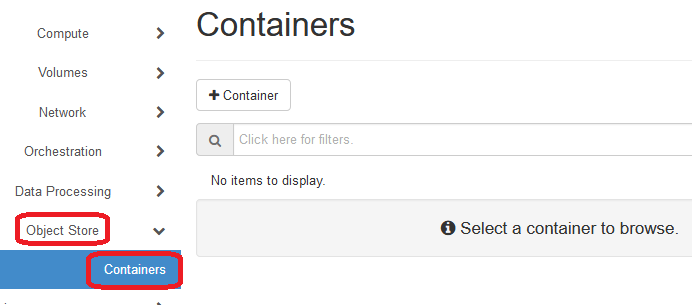 Compute
Volumes
Network
Orchestration
Data Processing
Object Store
Containers
Containers
+ Container
Click here for filters.
No items to display.
Select a container to browse.